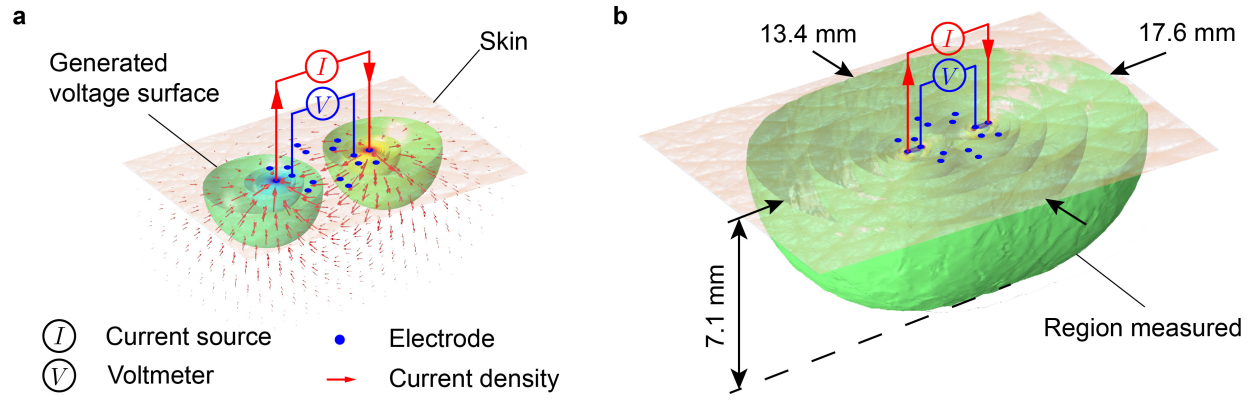 a
Generated
voltage surface
I
V
Skin
I
Current source
Electrode
V
Voltmeter
Current density
b
13.4 mm
17.6 mm
I
V
7.1 mm
Region measured